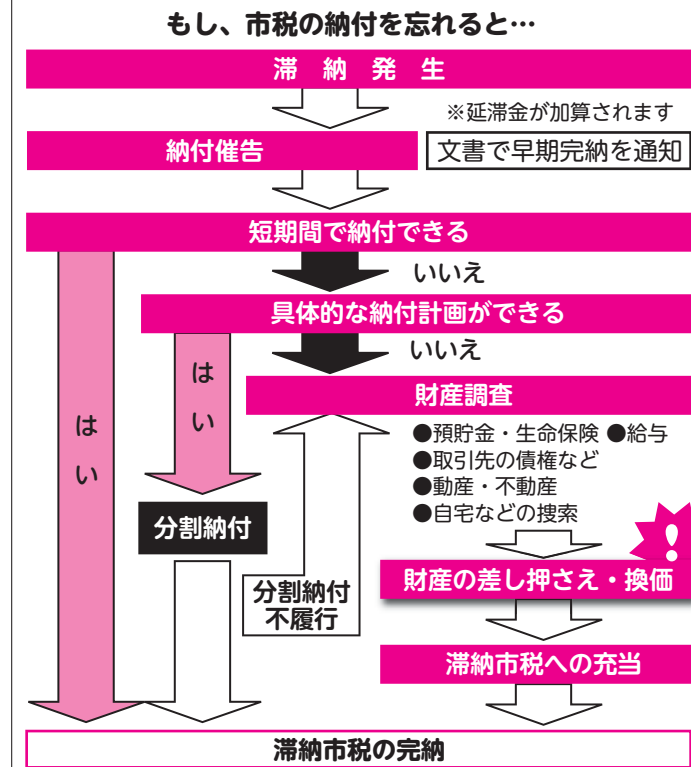 もし、市税の納付を忘れると…
滞納発生
※延滞金が加算されます
納付催告
文書で早期完納を通知
短期間で納付できる
いいえ
具体的な納付計画ができる
いいえ
はい
はい
財産調査
●預貯金・生命保険 ●給与
●取引先の債権など
●動産・不動産
●自宅などの捜索
分割納付
分割納付
不履行
!
財産の差し押さえ・換価
滞納市税への充当
滞納市税の完納